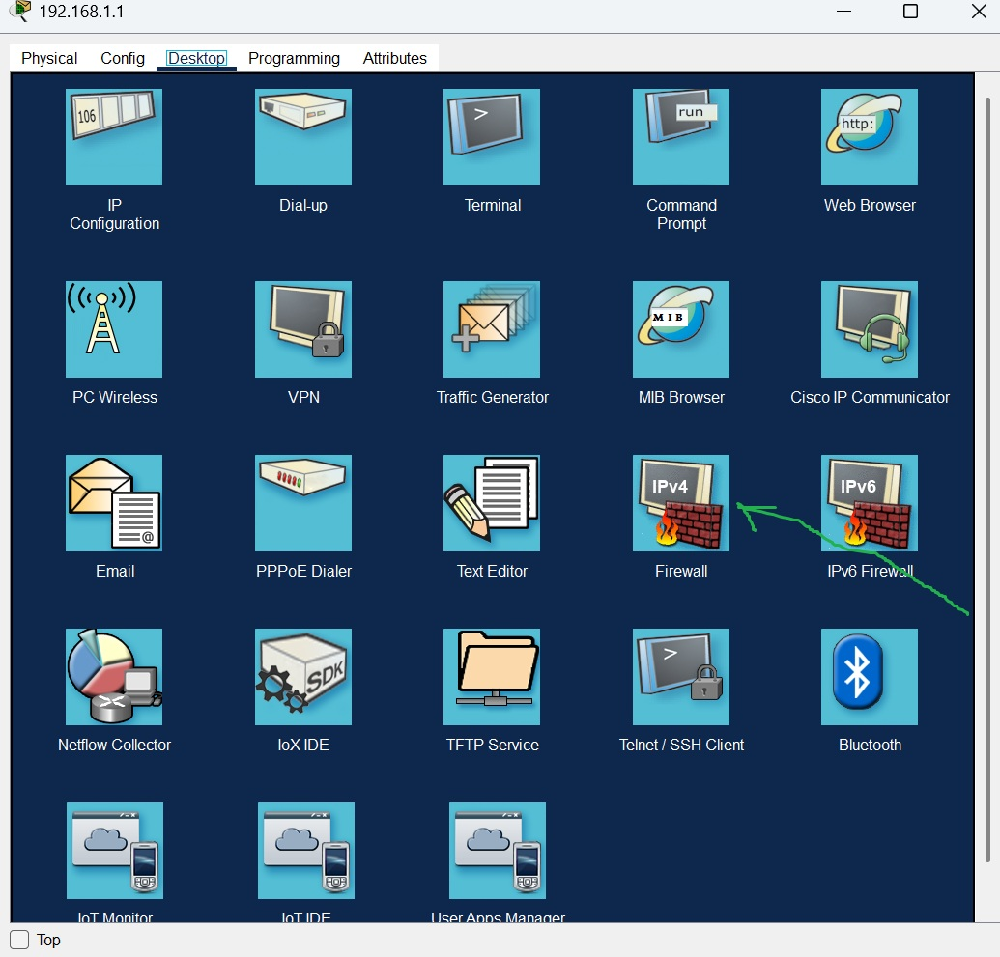 192.168.1.1
Physical Config Desktop Programming Attributes
106
>
run
http:
IP
Configuration
Dial-up
Terminal
Command
Prompt
Web Browser
MIB
PC Wireless
VPN
Traffic Generator
MIB Browser
Cisco IP Communicator
@
IPv4
IPv6
Email
PPPoE Dialer
Text Editor
Firewall
IPv6 Firewall
SDK
>
Netflow Collector
IoX IDE
TFTP Service
Telnet / SSH Client
Bluetooth
IoT Monitor
IoT IDE
User Apps Manager
Top